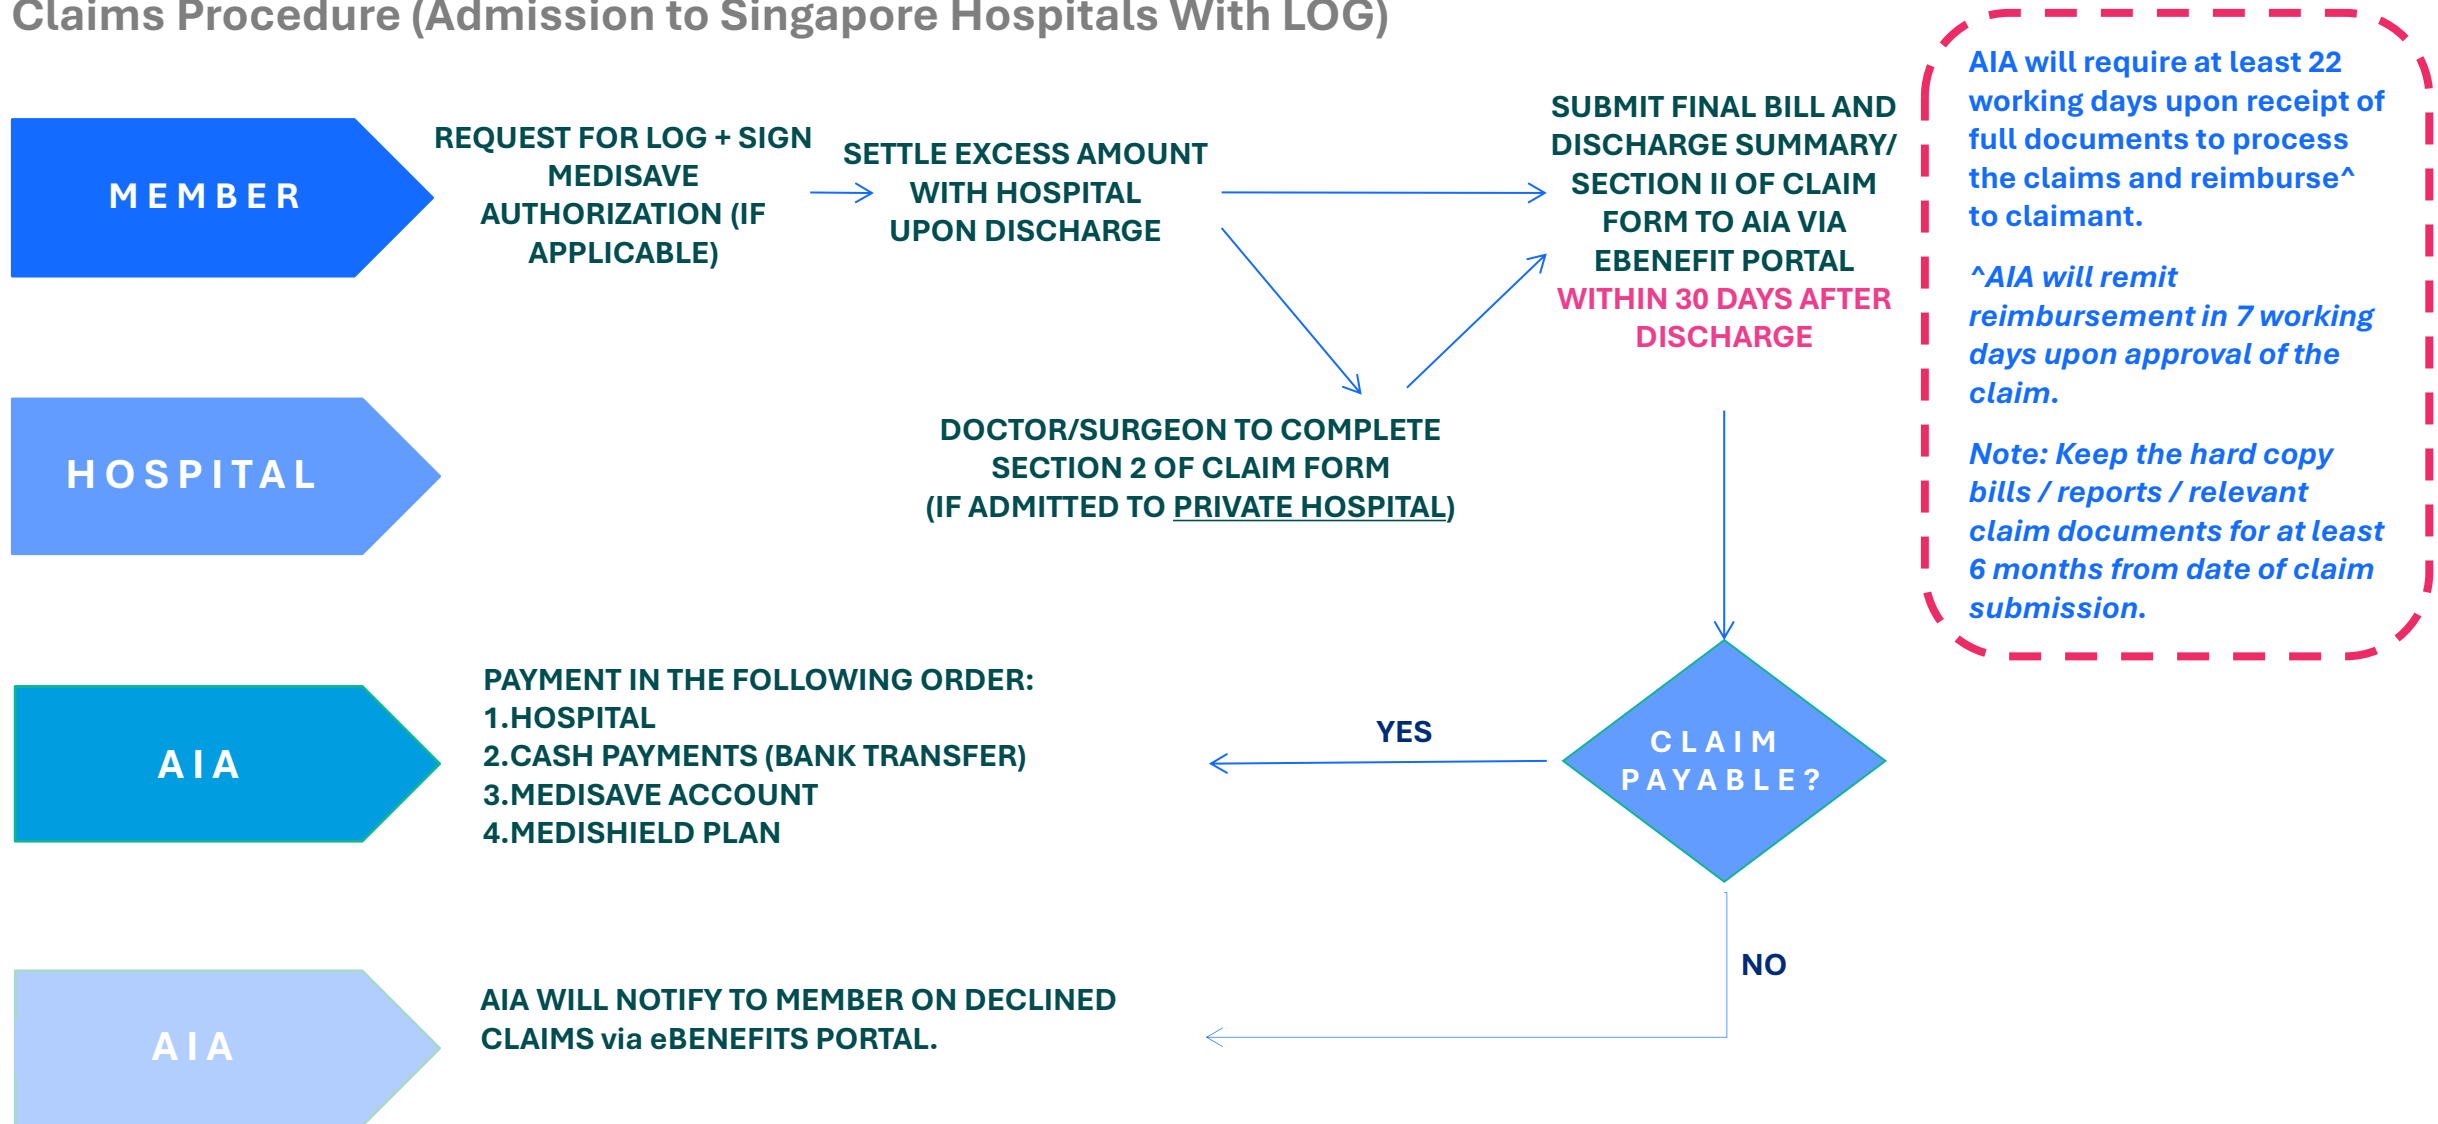 Claims Procedure (Admission to Singapore Hospitals With LOG)
MEMBER
REQUEST FOR LOG + SIGN
MEDISAVE
AUTHORIZATION (IF
APPLICABLE)
SETTLE EXCESS AMOUNT
WITH HOSPITAL
UPON DISCHARGE
SUBMIT FINAL BILL AND
DISCHARGE SUMMARY/
SECTION II OF CLAIM
FORM TO AIA VIA
EBENEFIT PORTAL
WITHIN 30 DAYS AFTER
DISCHARGE
AIA will require at least 22
working days upon receipt of
full documents to process
the claims and reimburse^
to claimant.
^AIA will remit
reimbursement in 7 working
days upon approval of the
claim.
Note: Keep the hard copy
bills / reports / relevant
claim documents for at least
6 months from date of claim
submission.
HOSPITAL
DOCTOR/SURGEON TO COMPLETE
SECTION 2 OF CLAIM FORM
(IF ADMITTED TO PRIVATE HOSPITAL)
AIA
PAYMENT IN THE FOLLOWING ORDER:
1.HOSPITAL
2.CASH PAYMENTS (BANK TRANSFER)
3.MEDISAVE ACCOUNT
4.MEDISHIELD PLAN
YES
CLAIM
PAYABLE?
NO
AIA
AIA WILL NOTIFY TO MEMBER ON DECLINED
CLAIMS via eBENEFITS PORTAL.